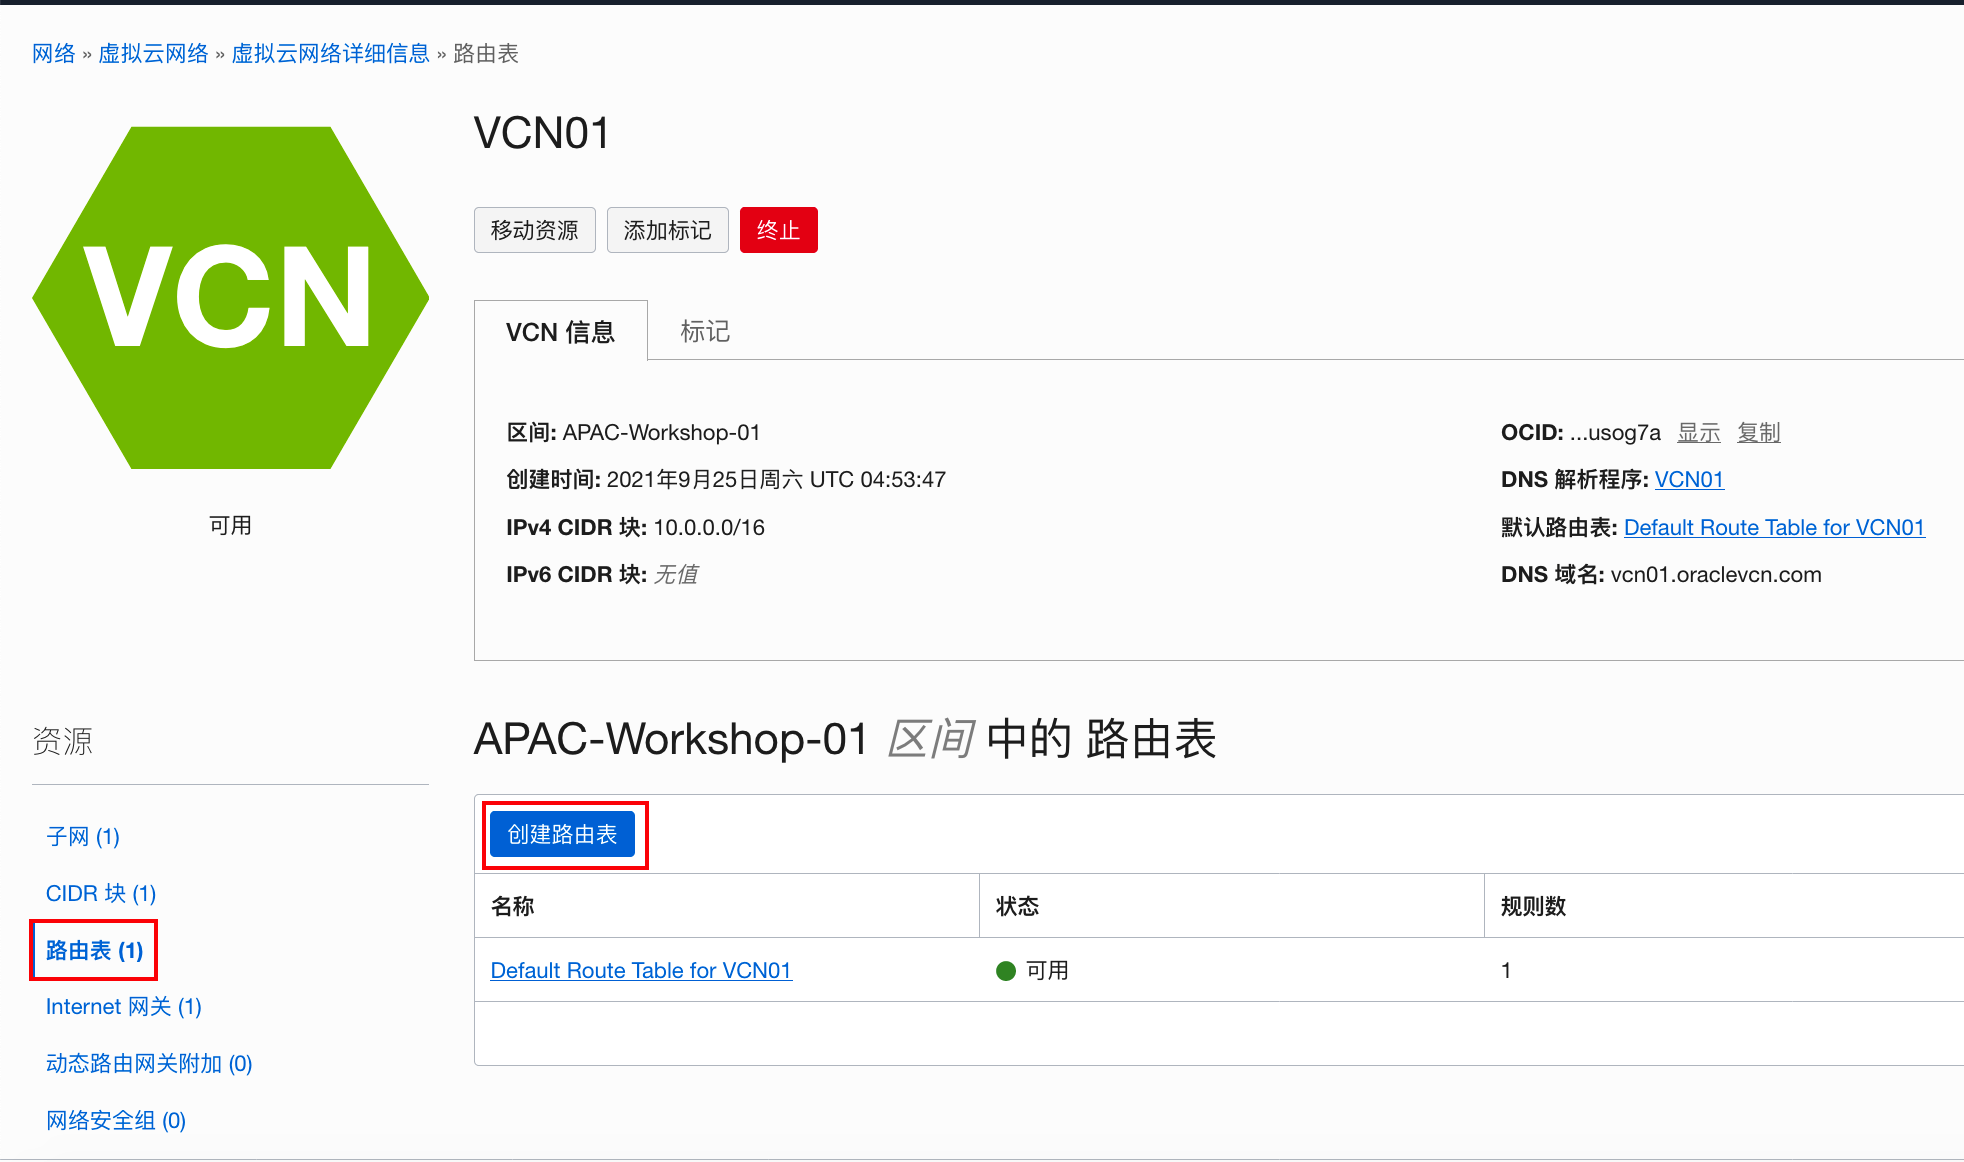 网络 » 虚拟云网络 » 虚拟云网络详细信息 » 路由表
VCN
可用
VCN01
移动资源 添加标记 终止
VCN 信息 标记
区间: APAC-Workshop-01
创建时间: 2021年9月25日周六 UTC 04:53:47
IPv4 CIDR 块: 10.0.0.0/16
IPv6 CIDR 块: 无值
OCID: ...usog7a 显示 复制
DNS 解析程序: VCN01
默认路由表: Default Route Table for VCN01
DNS 域名: vcn01.oraclevcn.com
资源
子网 (1)
CIDR 块 (1)
路由表 (1)
Internet 网关 (1)
动态路由网关附加 (0)
网络安全组 (0)
APAC-Workshop-01 区间 中的 路由表
创建路由表
名称 状态 规则数
Default Route Table for VCN01 可用 1